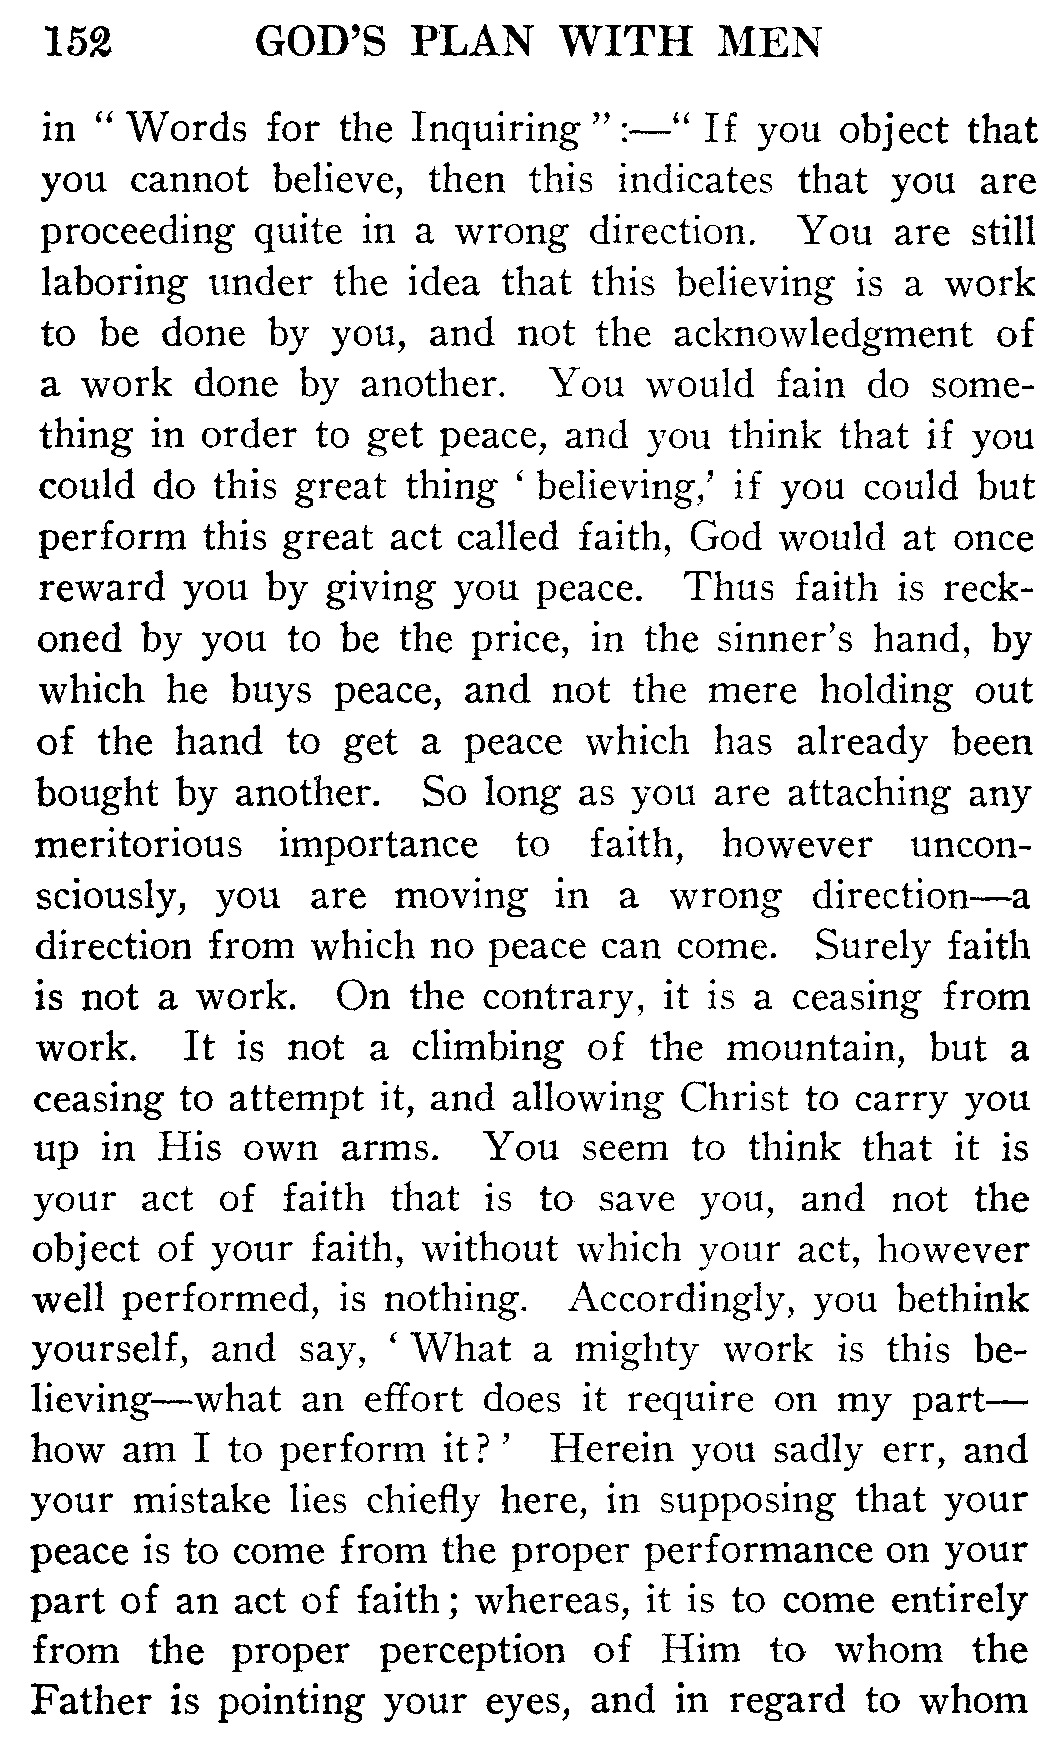 152 GOD'S PLAN WITH MEN
in “ Words for the Inquiring ” :—“ If you object that
you cannot believe, then this indicates that you are
proceeding quite in a wrong direction. You are still
laboring under the idea that this believing is a work
to be done by you, and not the acknowledgment of
a work done by another. You would fain do some-
thing in order to get peace, and you think that if you
could do this great thing ‘ believing,’ if you could but
perform this great act called faith, God would at once
reward you by giving you peace. Thus faith is reck-
oned by you to be the price, in the sinner’s hand, by
which he buys peace, and not the mere holding out
of the hand to get a peace which has already been
bought by another. So long as you are attaching any
meritorious importance to faith, however uncon-
sciously, you are moving in a wrong direction—a
direction from which no peace can come. Surely faith
is not a work. On the contrary, it is a ceasing from
work. It is not a climbing of the mountain, but a
ceasing to attempt it, and allowing Christ to carry you
up in His own arms. You seem to think that it is
your act of faith that is to save you, and not the
object of your faith, without which your act, however
well performed, is nothing. Accordingly, you bethink
yourself, and say, ‘ What a mighty work is this be-
lieving—what an effort does it require on my part—
how am I to perform it? ’ Herein you sadly err, and
your mistake lies chiefly here, in supposing that your
peace is to come from the proper performance on your
part of an act of faith; whereas, it is to come entirely
from the proper perception of Him to whom the
Father is pointing your eyes, and in regard to whom